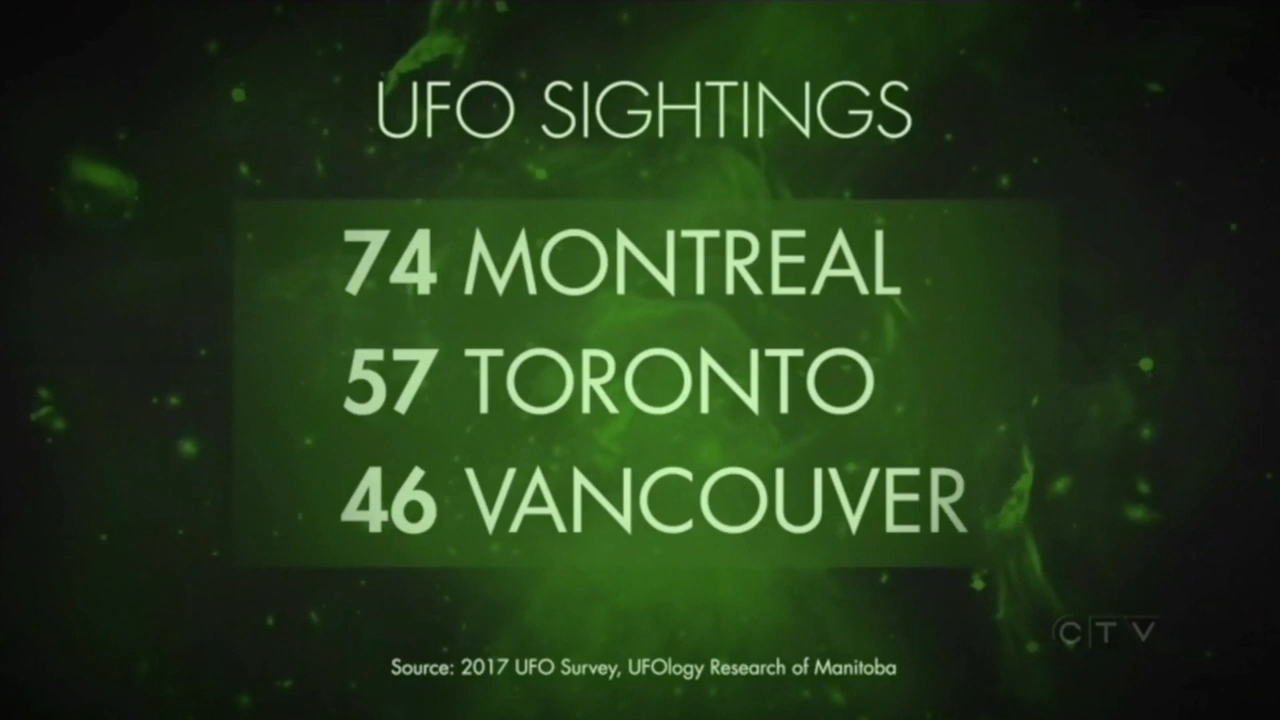 UFO SIGHTINGS
74 MONTREAL
57 TORONTO
46 VANCOUVER
CTV
Source: 2017 UFO Survey, UFOlogy Research of Manitoba